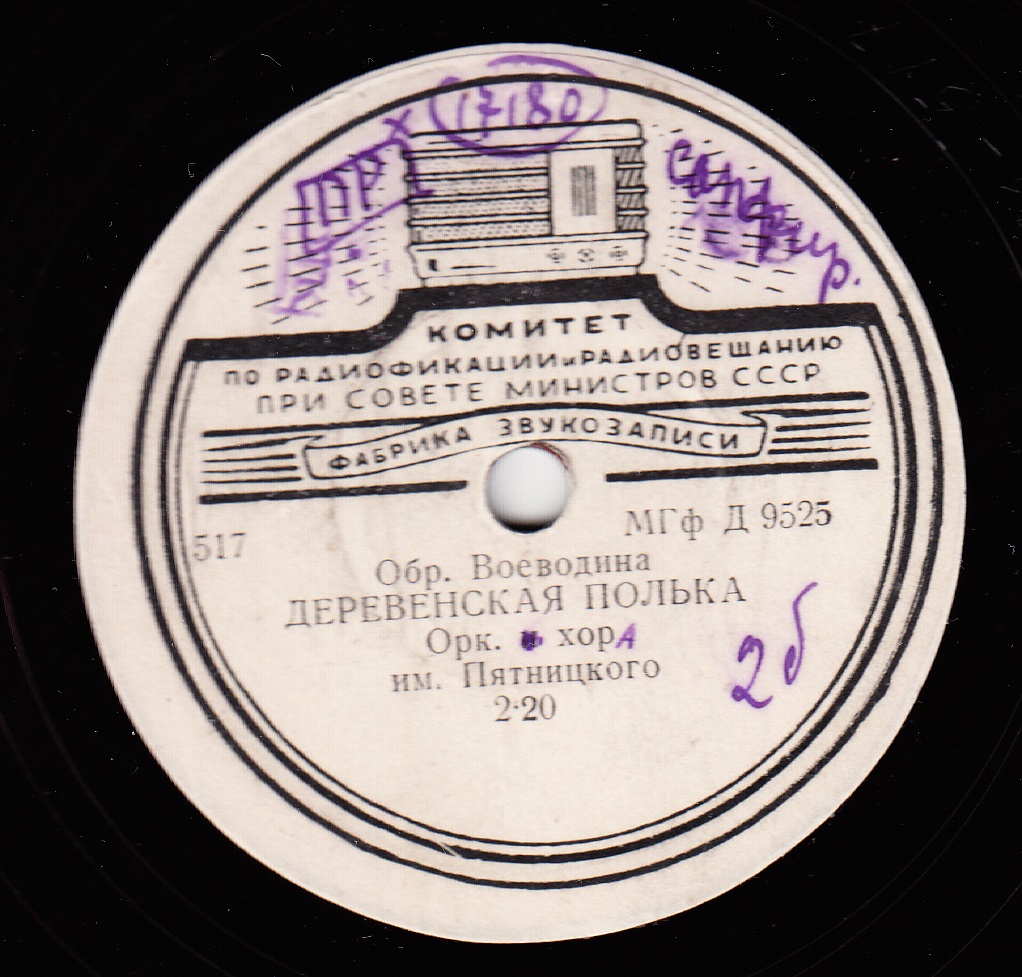 17180
ПР
КОМИТЕТ
ПО РАДИОФИКАЦИИ и РАДИОВЕЩАНИЮ
ПРИ СОВЕТЕ МИНИСТРОВ СССР
ФАБРИКА ЗВУКОЗАПИСИ
517
МГф Д 9525
Обр. Воеводина
ДЕРЕВЕНСКАЯ ПОЛЬКА
Орк. и хорА
им. Пятницкого
2·20
2б